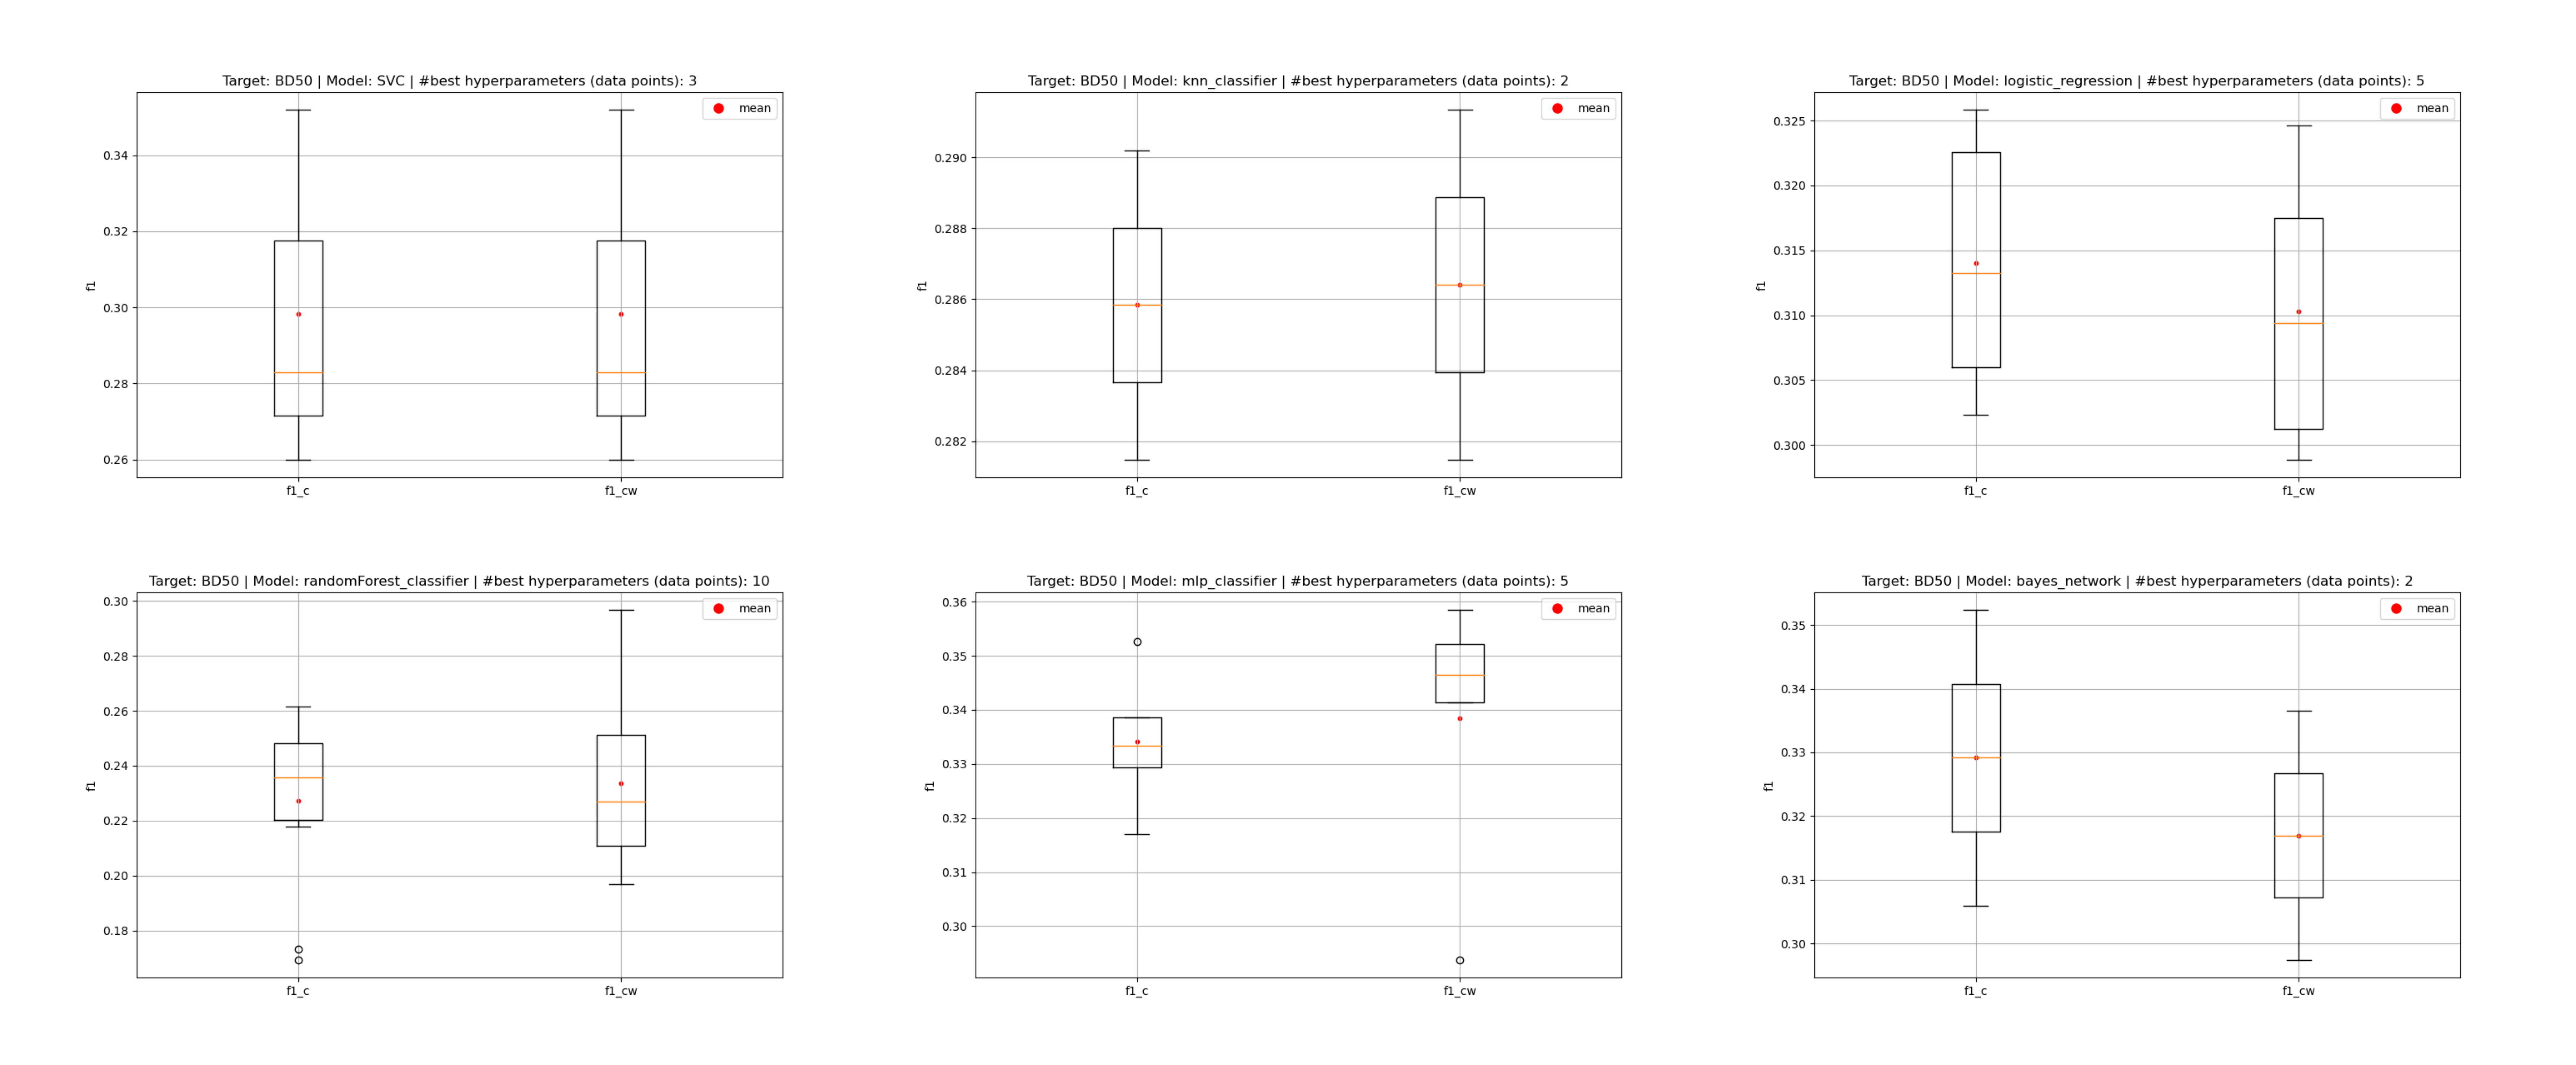 Target: BD50 | Model: SVC | #best hyperparameters (data points): 3
mean
0.34
0.32
0.30
0.28
0.26
f1
f1_c
f1_cw
Target: BD50 | Model: knn_classifier | #best hyperparameters (data points): 2
mean
0.290
0.288
0.286
0.284
0.282
f1
f1_c
f1_cw
Target: BD50 | Model: logistic_regression | #best hyperparameters (data points): 5
mean
0.325
0.320
0.315
0.310
0.305
0.300
f1
f1_c
f1_cw
Target: BD50 | Model: randomForest_classifier | #best hyperparameters (data points): 10
mean
0.30
0.28
0.26
0.24
0.22
0.20
0.18
f1
f1_c
f1_cw
Target: BD50 | Model: mlp_classifier | #best hyperparameters (data points): 5
mean
0.36
0.35
0.34
0.33
0.32
0.31
0.30
f1
f1_c
f1_cw
Target: BD50 | Model: bayes_network | #best hyperparameters (data points): 2
mean
0.35
0.34
0.33
0.32
0.31
0.30
f1
f1_c
f1_cw